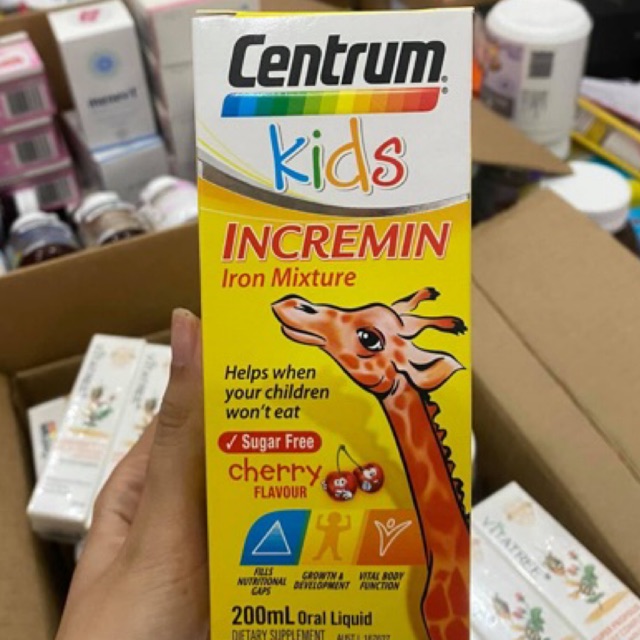 Centrum
kids
INCREMIN
Iron Mixture
Helps when
your children
won't eat
✓ Sugar Free
cherry
FLAVOUR
FILLS
NUTRITIONAL
GAPS
GROWTH &
DEVELOPMENT
VITAL BODY
FUNCTION
200mL Oral Liquid
DIETARY SUPPLEMENT
VITATREE